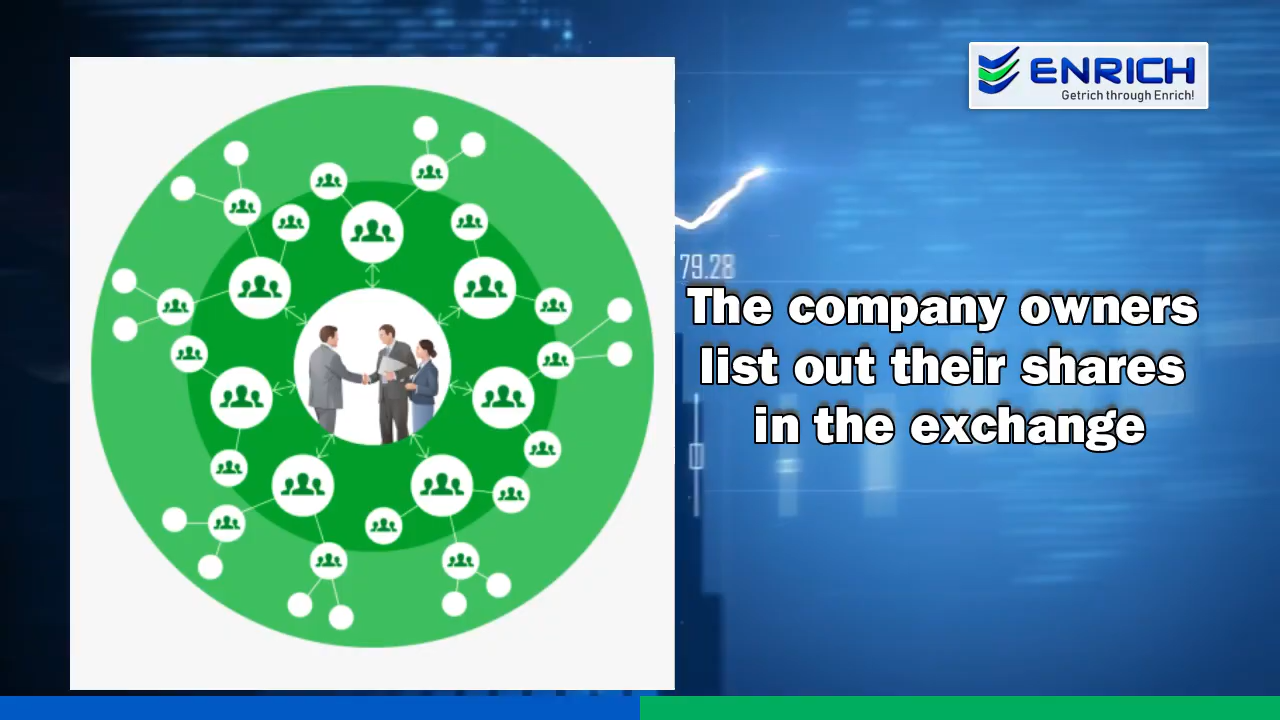 ENRICH
Getrich through Enrich!
79.28
The company owners
list out their shares
in the exchange